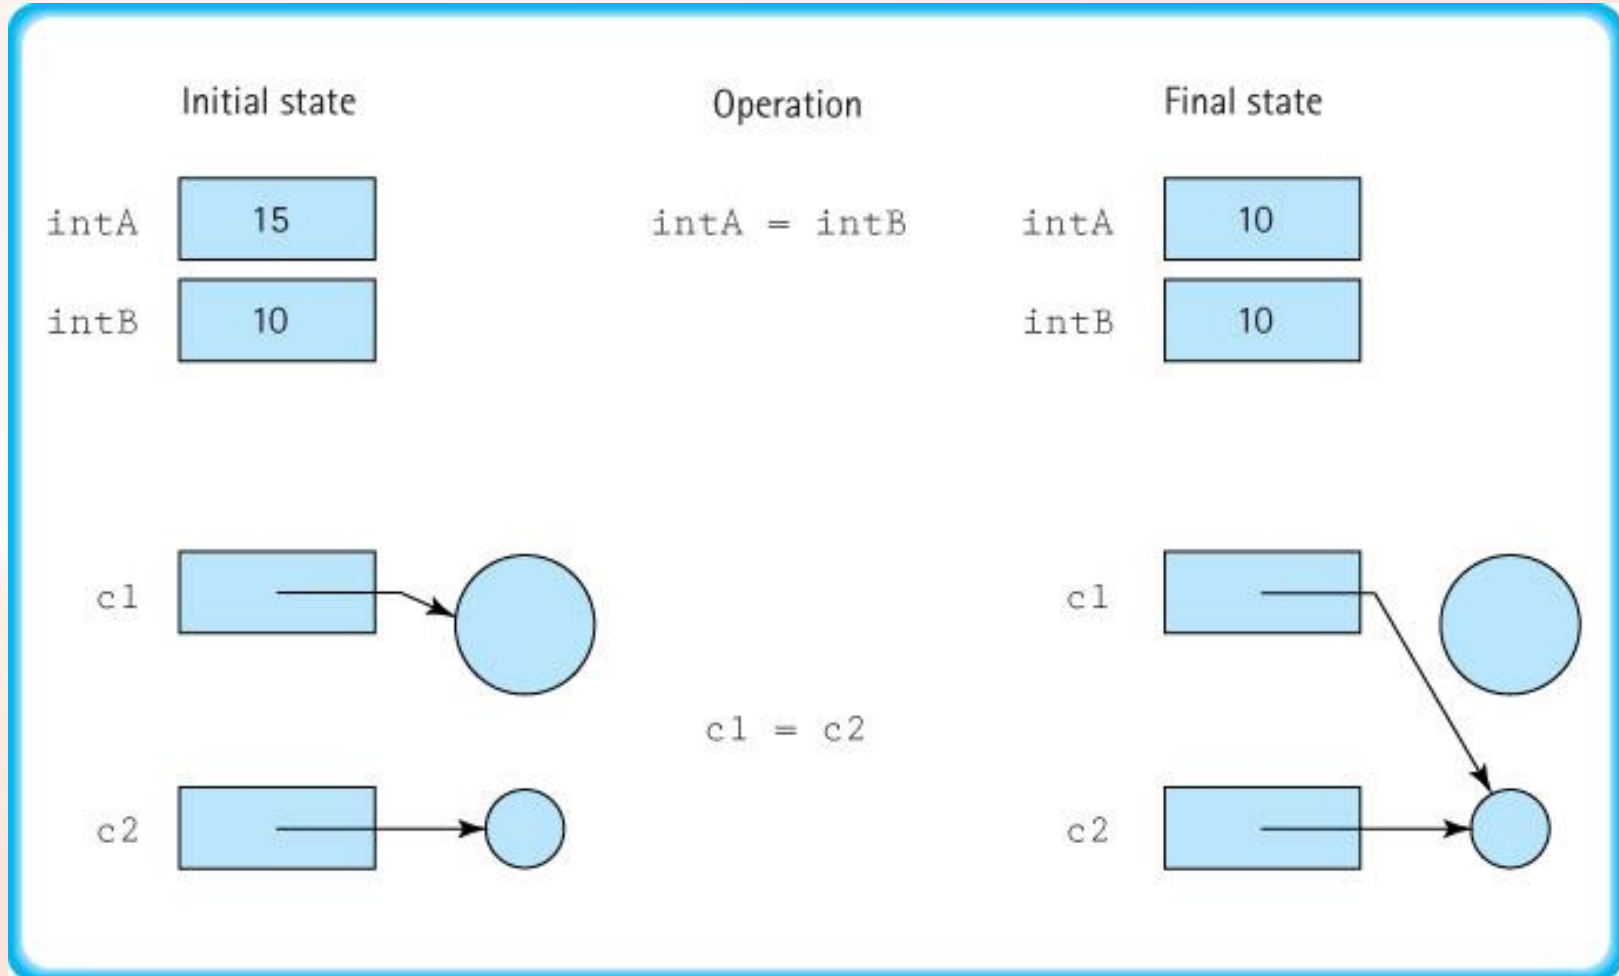 Initial state Operation Final state
intA 15 intA = intB intA 10
intB 10 intB 10
c1 c1
c1 = c2
c2 c2